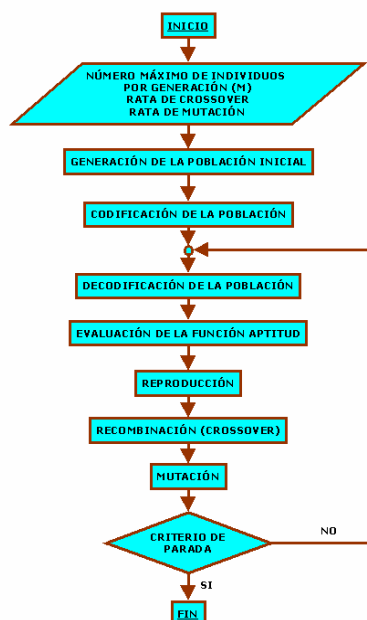 INICIO
NÚMERO MÁXIMO DE INDIVIDUOS
POR GENERACIÓN (M)
RATA DE CROSSOVER
RATA DE MUTACIÓN
GENERACIÓN DE LA POBLACIÓN INICIAL
CODIFICACIÓN DE LA POBLACIÓN
DECODIFICACIÓN DE LA POBLACIÓN
EVALUACIÓN DE LA FUNCIÓN APTITUD
REPRODUCCIÓN
RECOMBINACIÓN (CROSSOVER)
MUTACIÓN
CRITERIO DE
PARADA
NO
SI
FIN